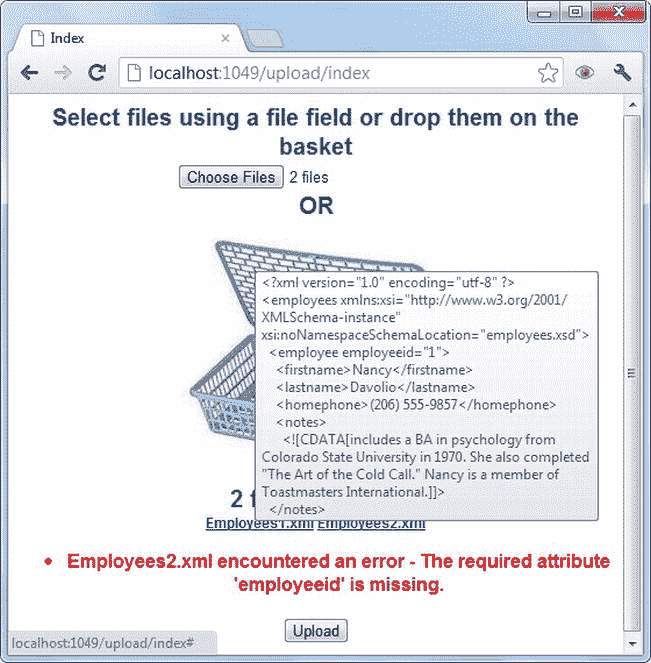 Index
localhost:1049/upload/index
Select files using a file field or drop them on the
basket
Choose Files 2 files
OR
<?xml version="1.0" encoding="utf-8" ?>
<employees xmlns:xsi="http://www.w3.org/2001/
XMLSchema-instance"
xsi:noNamespaceSchemaLocation="employees.xsd">
<employee employeeid="1">
<firstname>Nancy</firstname>
<lastname>Davolio</lastname>
<homephone>(206) 555-9857</homephone>
<notes>
<![CDATA[includes a BA in psychology from
Colorado State University in 1970. She also completed
"The Art of the Cold Call." Nancy is a member of
Toastmasters International.]]>
</notes>
2
Employees1.xml Employees2.xml
• Employees2.xml encountered an error - The required attribute
'employeeid' is missing.
Upload
localhost:1049/upload/index#